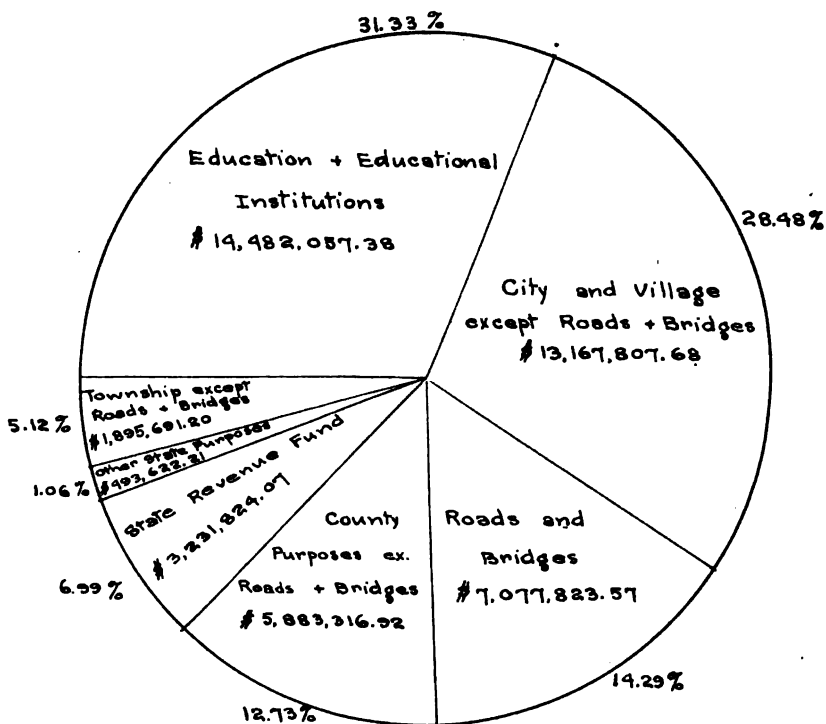 31.33 %
Education + Educational
Institutions
$ 14,482,057.38
28.48 %
City and Village
except Roads + Bridges
$ 13,167,807.68
Township except
Roads + Bridges
$1,895,691.20
5.12 %
Other State Purposes
$493,622.21
1.06 %
State Revenue Fund
$3,231,824.07
6.99 %
County
Purposes ex.
Roads + Bridges
$ 5,883,316.92
12.73 %
Roads and
Bridges
$ 7,077,823.57
14.29%